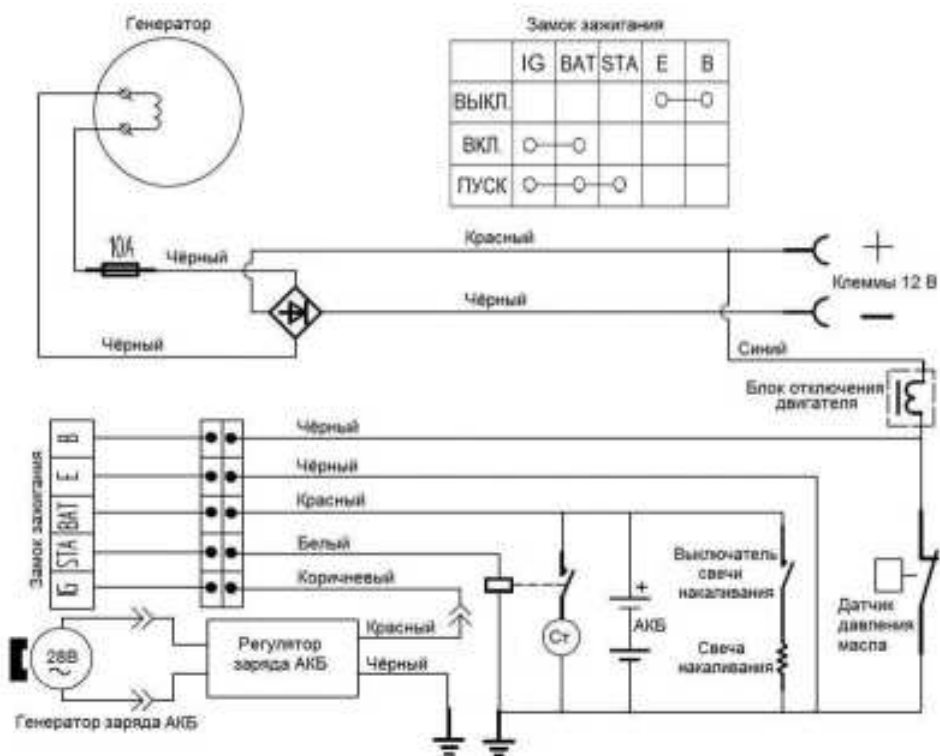 Генератор
Замок зажигания
IG BAT STA E B
ВЫКЛ.
ВКЛ.
ПУСК
10А
Чёрный
Красный
+
Клеммы 12 В
Чёрный
—
Чёрный
Синий
Блок отключения
двигателя
Замок зажигания
B
E
BAT
STA
IG
Чёрный
Чёрный
Красный
Белый
Коричневый
Красный
Чёрный
Регулятор
заряда АКБ
28В
~
Генератор заряда АКБ
Ст
+
АКБ
Выключатель
свечи
накаливания
Свеча
накаливания
Датчик
давления
масла